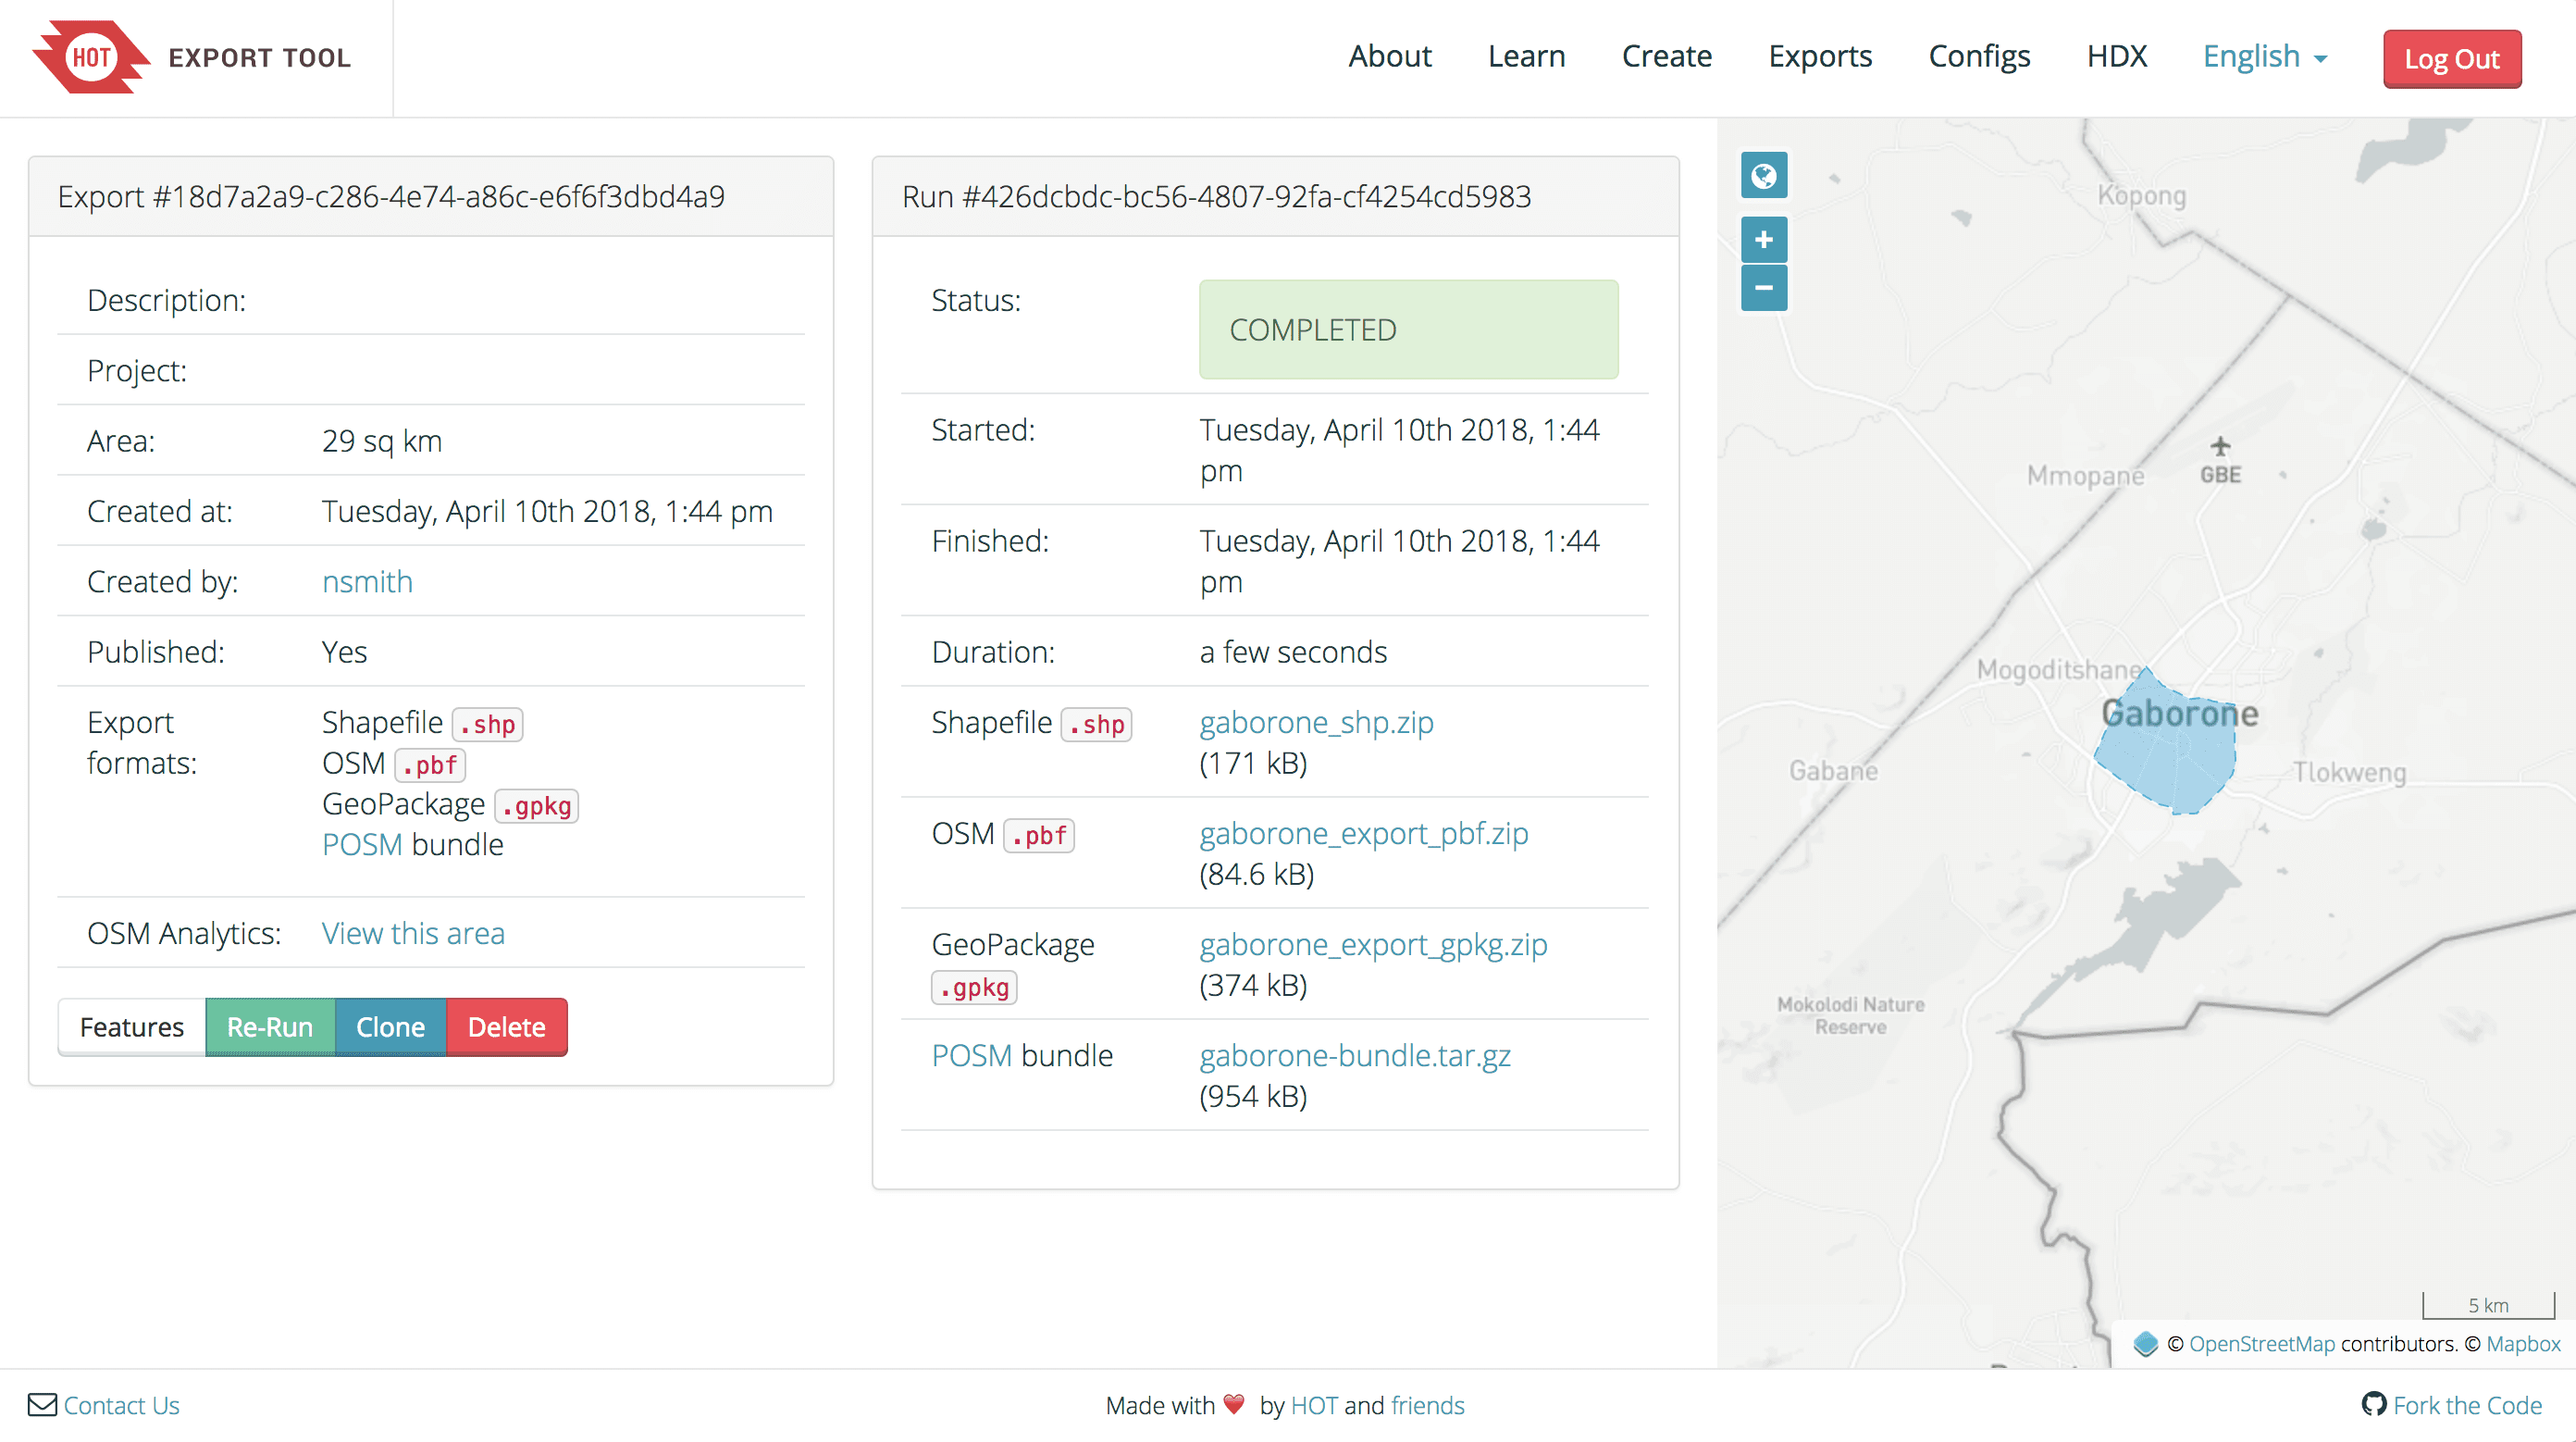 HOT EXPORT TOOL
About Learn Create Exports Configs HDX English Log Out
Export #18d7a2a9-c286-4e74-a86c-e6f6f3dbd4a9
Description:
Project:
Area: 29 sq km
Created at: Tuesday, April 10th 2018, 1:44 pm
Created by: nsmith
Published: Yes
Export
formats:
Shapefile .shp
OSM .pbf
GeoPackage .gpkg
POSM bundle
OSM Analytics: View this area
Features Re-Run Clone Delete
Run #426dcbdc-bc56-4807-92fa-cf4254cd5983
Status: COMPLETED
Started: Tuesday, April 10th 2018, 1:44
pm
Finished: Tuesday, April 10th 2018, 1:44
pm
Duration: a few seconds
Shapefile .shp gaborone_shp.zip
(171 kB)
OSM .pbf gaborone_export_pbf.zip
(84.6 kB)
GeoPackage gaborone_export_gpkg.zip
.gpkg (374 kB)
POSM bundle gaborone-bundle.tar.gz
(954 kB)
Kopong
Mmopane
GBE
Mogoditshane
Gaborone
Gabane
Tlokweng
Mokolodi Nature
Reserve
5 km
© OpenStreetMap contributors. © Mapbox
Contact Us
Made with ❤ by HOT and friends
Fork the Code